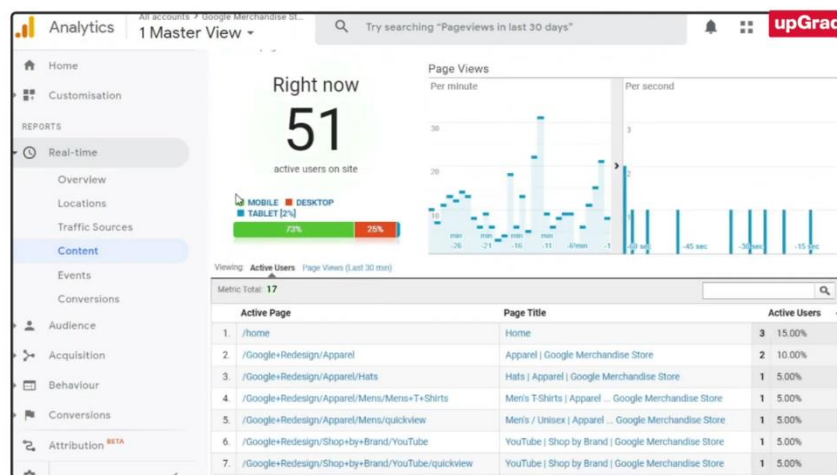 Analytics
All accounts > Google Merchandise St...
1 Master View
Try searching "Pageviews in last 30 days"
upGrad
Home
Customisation
REPORTS
Real-time
Overview
Locations
Traffic Sources
Content
Events
Conversions
Audience
Acquisition
Behaviour
Conversions
Attribution BETA
Right now
51
active users on site
MOBILE DESKTOP
TABLET [2%]
73% 25%
Page Views
Per minute
30
20
10
min min min min
-26 -21 -16 -11 -1
Per second
3
2
-45 sec -15 sec
Viewing: Active Users Page Views (Last 30 min)
Metric Total: 17
Active Page Page Title Active Users
1. /home Home 3 15.00%
2. /Google+Redesign/Apparel Apparel | Google Merchandise Store 2 10.00%
3. /Google+Redesign/Apparel/Hats Hats | Apparel | Google Merchandise Store 1 5.00%
4. /Google+Redesign/Apparel/Mens/Mens+T+Shirts Men's T-Shirts | Apparel ... Google Merchandise Store 1 5.00%
5. /Google+Redesign/Apparel/Mens/quickview Men's / Unisex | Apparel ... Google Merchandise Store 1 5.00%
6. /Google+Redesign/Shop+by+Brand/YouTube YouTube | Shop by Brand | Google Merchandise Store 1 5.00%
7. /Google+Redesign/Shop+by+Brand/YouTube/quickview YouTube | Shop by Brand | Google Merchandise Store 1 5.00%